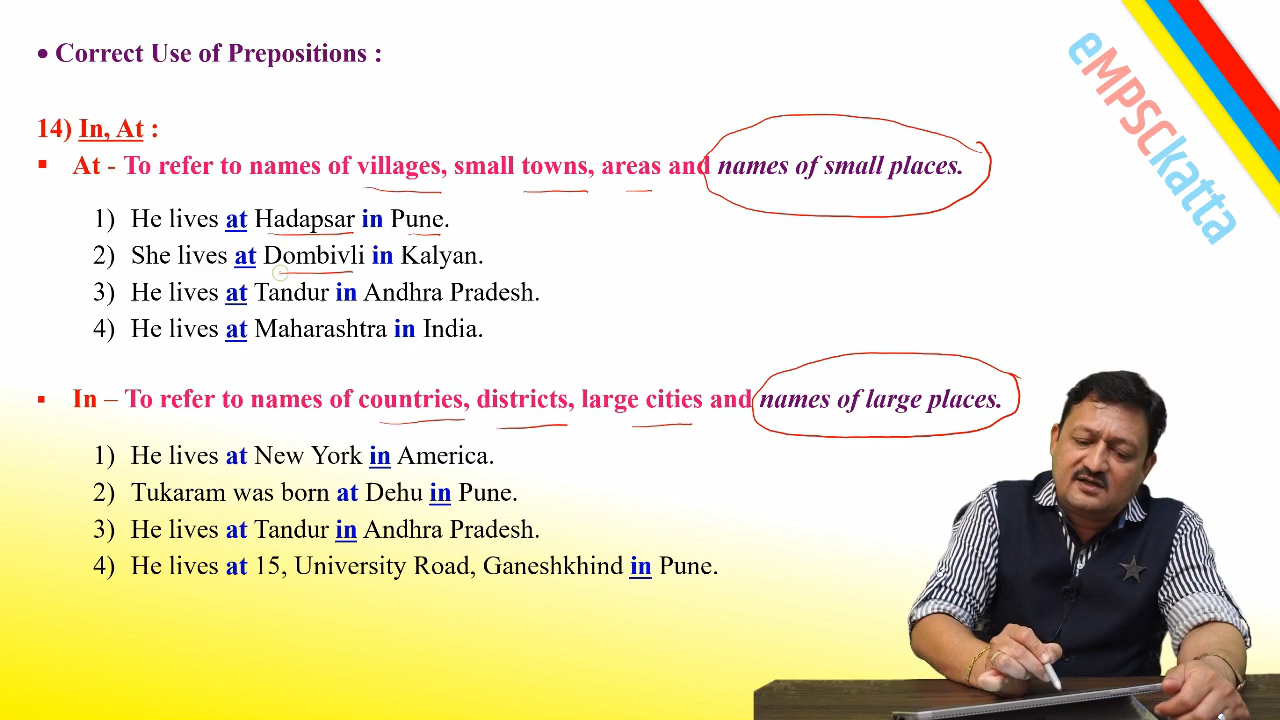 • Correct Use of Prepositions :
14) In, At :
▪ At - To refer to names of villages, small towns, areas and names of small places.
1) He lives at Hadapsar in Pune.
2) She lives at Dombivli in Kalyan.
3) He lives at Tandur in Andhra Pradesh.
4) He lives at Maharashtra in India.
▪ In – To refer to names of countries, districts, large cities and names of large places.
1) He lives at New York in America.
2) Tukaram was born at Dehu in Pune.
3) He lives at Tandur in Andhra Pradesh.
4) He lives at 15, University Road, Ganeshkhind in Pune.
eMPSCkatta